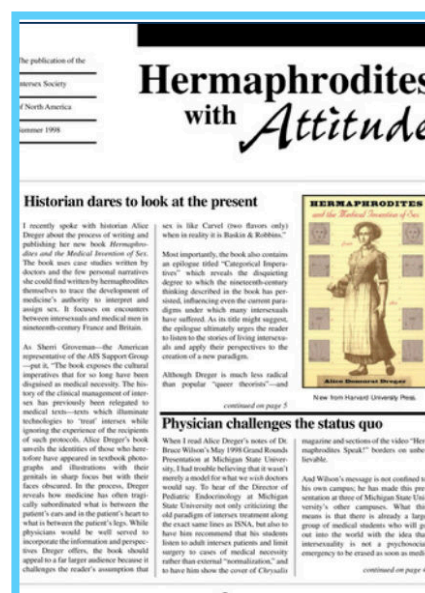 The publication of the
Intersex Society
of North America
Summer 1998
Hermaphrodites
with Attitude
Historian dares to look at the present
I recently spoke with historian Alice
Dreger about the process of writing and
publishing her new book Hermaphro-
dites and the Medical Invention of Sex.
The book uses case studies written by
doctors and the few personal narratives
she could find written by hermaphrodites
themselves to trace the development of
medicine's authority to interpret and
assign sex. It focuses on encounters
between intersexuals and medical men in
nineteenth-century France and Britain.
As Sherri Groveman—the American
representative of the AIS Support Group
—put it, "The book exposes the cultural
imperatives that for so long have been
disguised as medical necessity. The his-
tory of the clinical management of inter-
sex has previously been relegated to
medical texts—texts which illuminate
technologies to 'treat' intersex while
ignoring the experience of the recipients
of such protocols. Alice Dreger's book
unveils the identities of those who here-
tofore have appeared in textbook photo-
graphs and illustrations with their
genitals in sharp focus but with their
faces obscured. In the process, Dreger
reveals how medicine has often tragi-
cally subordinated what is between the
patient's ears and in the patient's heart to
what is between the patient's legs. While
physicians would be well served to
incorporate the information and perspec-
tives Dreger offers, the book should
appeal to a far larger audience because it
challenges the reader's assumption that
sex is like Carvel (two flavors only)
when in reality it is Baskin & Robbins."
Most importantly, the book also contains
an epilogue titled "Categorical Impera-
tives" which reveals the disquieting
degree to which the nineteenth-century
thinking described in the book has per-
sisted, influencing even the current para-
digms under which many intersexuals
have suffered. As its title might suggest,
the epilogue ultimately urges the reader
to listen to the stories of living intersexu-
als and apply their perspectives to the
creation of a new paradigm.
Although Dreger is much less radical
than popular "queer theorists"—and
continued on page 5
HERMAPHRODITES
and the Medical Invention of Sex
Alice Domurat Dreger
New from Harvard University Press.
Physician challenges the status quo
When I read Alice Dreger's notes of Dr.
Bruce Wilson's May 1998 Grand Rounds
Presentation at Michigan State Univer-
sity, I had trouble believing that it wasn't
merely a model for what we wish doctors
would say. To hear of the Director of
Pediatric Endocrinology at Michigan
State University not only criticizing the
old paradigm of intersex treatment along
the exact same lines as ISNA, but also to
have him recommend that his students
listen to adult intersex patients and limit
surgery to cases of medical necessity
rather than external "normalization," and
to have him show the cover of Chrysalis
magazine and sections of the video "Her-
maphrodites Speak!" borders on unbe-
lievable.
And Wilson's message is not confined to
his own campus; he has made this pre-
sentation at three of Michigan State Uni-
versity's other campuses. What this
means is that there is already a large
group of medical students who will go
out into the world with the idea that
intersexuality is not a psychosocial
emergency to be erased as soon as medi-
continued on page